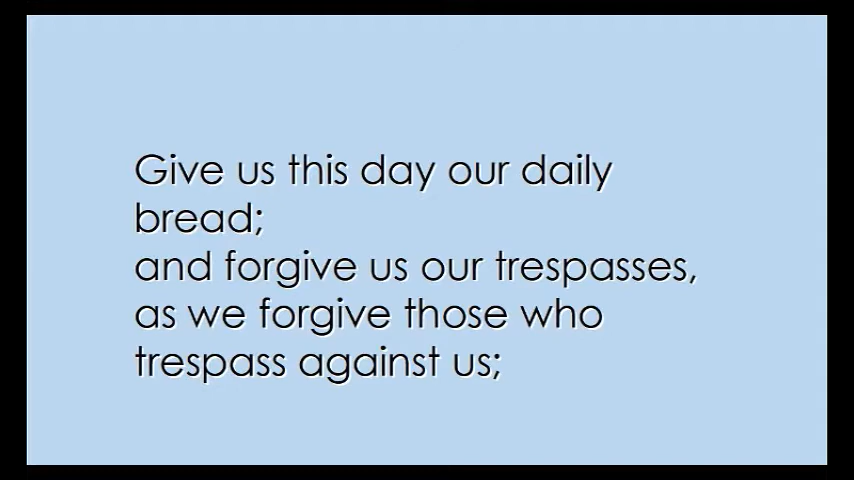 Give us this day our daily
bread;
and forgive us our trespasses,
as we forgive those who
trespass against us;